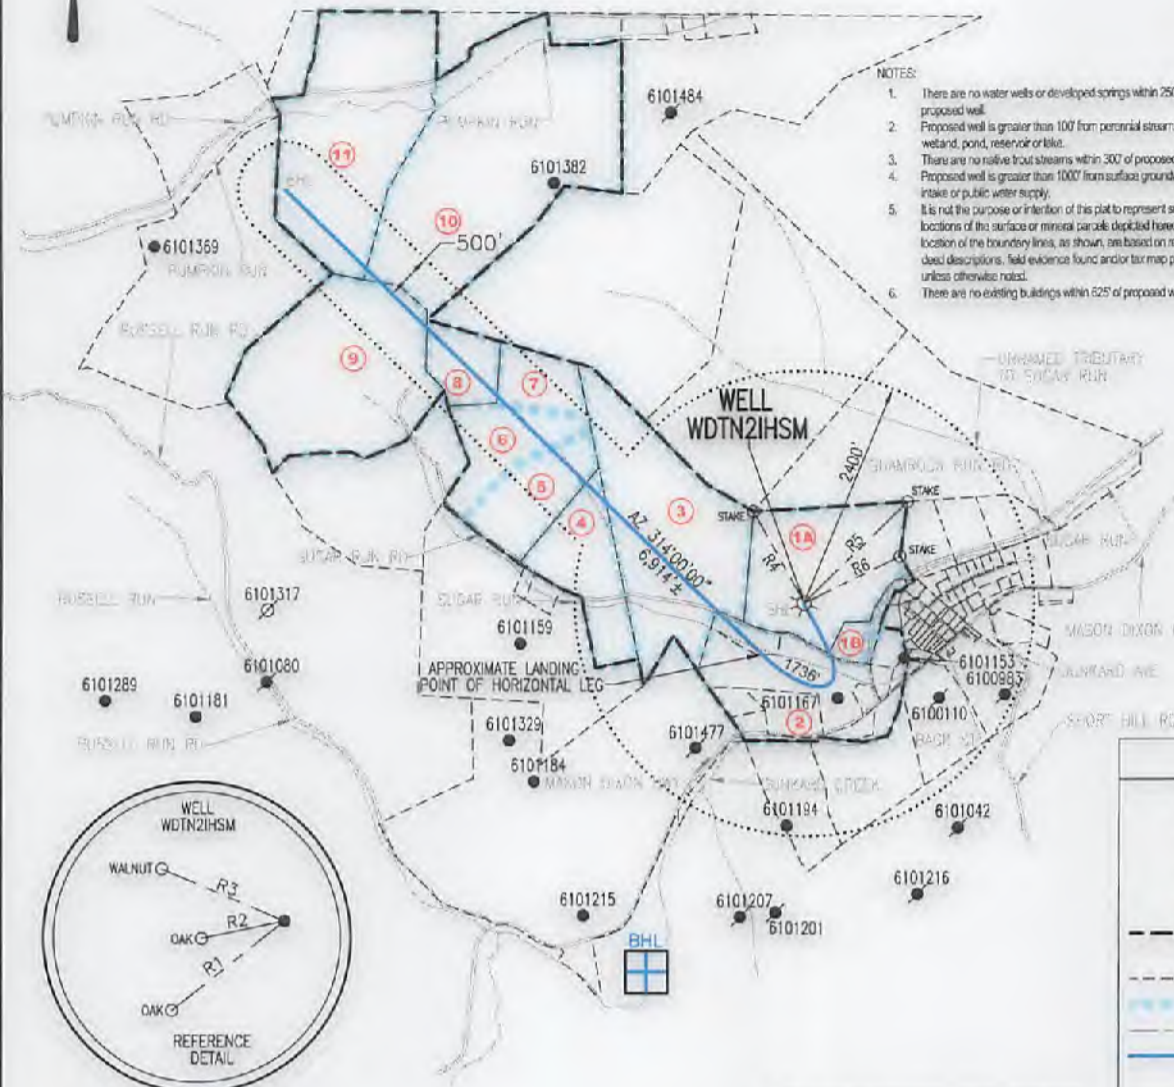 NOTES:
1. There are no water wells or developed springs within 250
proposed well.
2. Proposed well is greater than 100' from perennial stream
wetland, pond, reservoir or lake.
3. There are no native trout streams within 300' of proposed
4. Proposed well is greater than 1000' from surface ground
intake or public water supply.
5. It is not the purpose or intention of this plat to represent
locations of the surface or mineral parcels depicted
location of the boundary lines, as shown, are based on
deed descriptions, field evidence found and/or tax map
unless otherwise noted.
6. There are no existing buildings within 625' of proposed
6101484
PUMPKIN RUN RD
PUMPKIN RUN
11
6101382
BHL
10
500'
6101369
PUMPKIN RUN
RUSSELL RUN RD
9
8
7
UNNAMED TRIBUTARY
TO SUGAR RUN
WELL
WDTN2IHSM
2400'
6
SHAMROCK RUN RD
STAKE
5
STAKE
3
1A
4
R4
R5
STAKE
AZ. 314°00'00"
6,914'±
R6
SUGAR RUN
SUGAR RUN RD
RUSSELL RUN
6101317
SUGAR RUN
SHL
MASON DIXON
6101159
1B
APPROXIMATE LANDING
POINT OF HORIZONTAL LEG
1736'
6101153
6100983
DUNKARD AVE
6101080
6101289
6101181
6101167
6100110
2
SHORT HILL RD
RUSSELL RUN RD
6101329
6101477
BACK ST
6101184
MASON DIXON HWY
DUNKARD CREEK
6101194
6101042
WELL
WDTN2IHSM
WALNUT
R3
R2
OAK
R1
OAK
REFERENCE
DETAIL
6101216
6101215
6101207
6101201
BHL